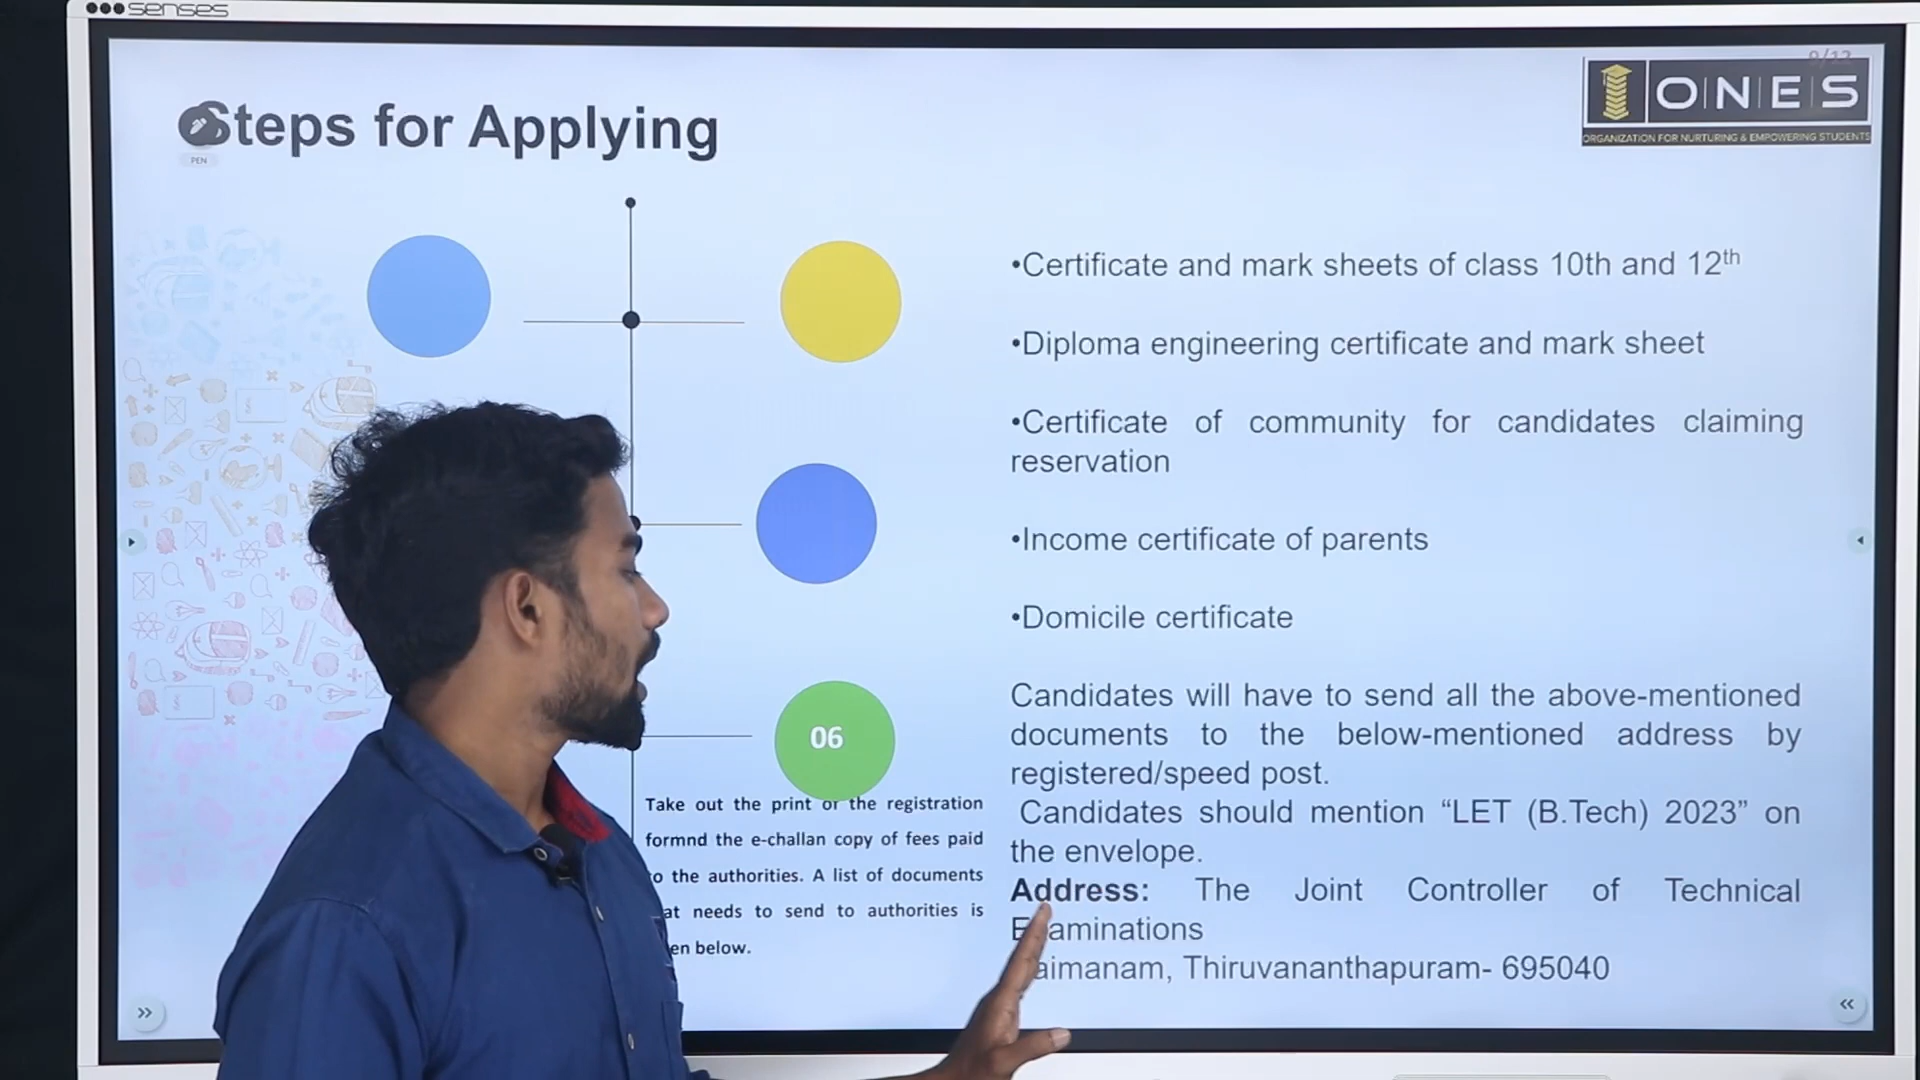 senses
9/12
ONES
ORGANIZATION FOR NURTURING & EMPOWERING STUDENTS
Steps for Applying
PEN
•Certificate and mark sheets of class 10th and 12th
•Diploma engineering certificate and mark sheet
•Certificate of community for candidates claiming
reservation
•Income certificate of parents
•Domicile certificate
Candidates will have to send all the above-mentioned
documents to the below-mentioned address by
registered/speed post.
Candidates should mention “LET (B.Tech) 2023” on
the envelope.
Address: The Joint Controller of Technical
Examinations
Thiruvananthapuram- 695040
06
Take out the print of the registration
formnd the e-challan copy of fees paid
the authorities. A list of documents
needs to send to authorities is
below.